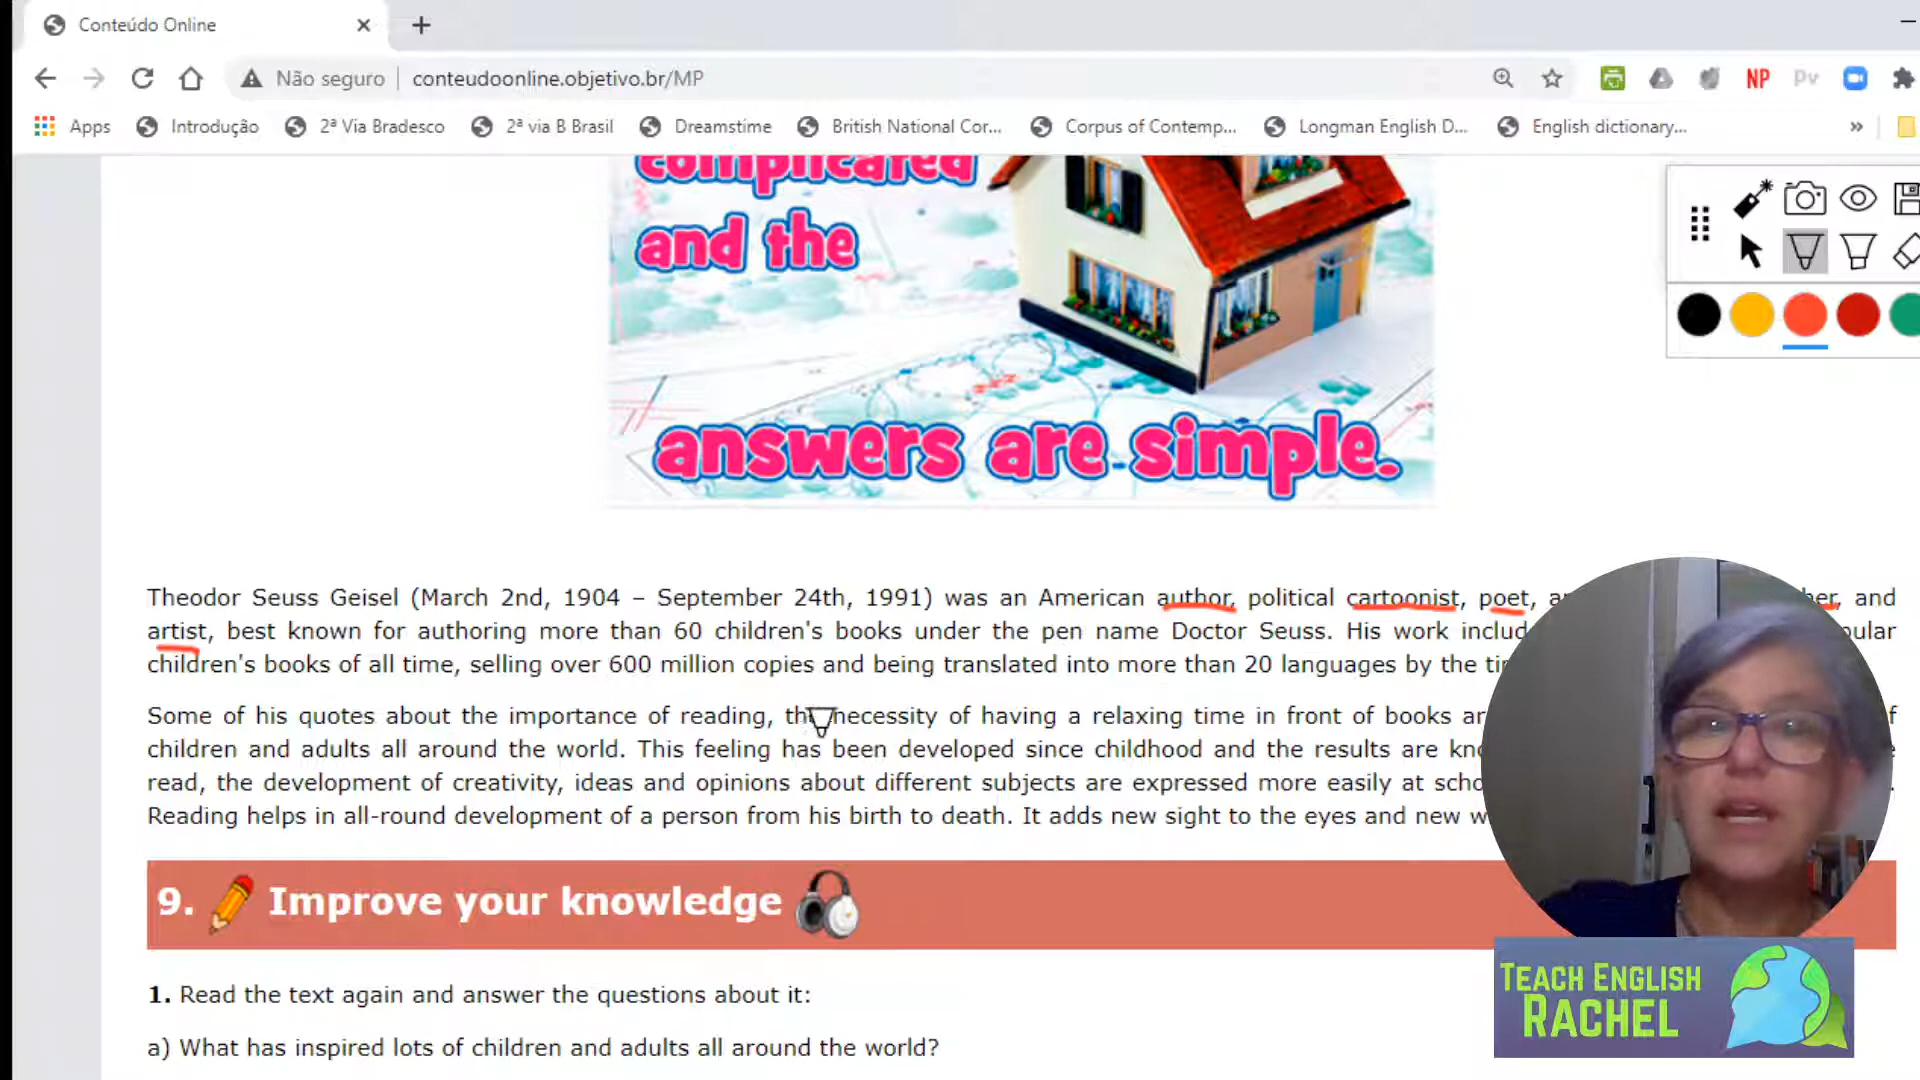 Conteúdo Online
Não seguro
conteudoonline.objetivo.br/MP
NP
Pv
Apps
Introdução
2ª Via Bradesco
2ª via B Brasil
Dreamstime
British National Cor...
Corpus of Contemp...
Longman English D...
English dictionary...
complicated
and the
answers are simple.
Theodor Seuss Geisel (March 2nd, 1904 – September 24th, 1991) was an American author, political cartoonist, poet, and
artist, best known for authoring more than 60 children's books under the pen name Doctor Seuss. His work
children's books of all time, selling over 600 million copies and being translated into more than 20 languages by the
Some of his quotes about the importance of reading, necessity of having a relaxing time in front of books
children and adults all around the world. This feeling has been developed since childhood and the results are
read, the development of creativity, ideas and opinions about different subjects are expressed more easily at
Reading helps in all-round development of a person from his birth to death. It adds new sight to the eyes and new
9. Improve your knowledge
1. Read the text again and answer the questions about it:
a) What has inspired lots of children and adults all around the world?
TEACH ENGLISH
RACHEL